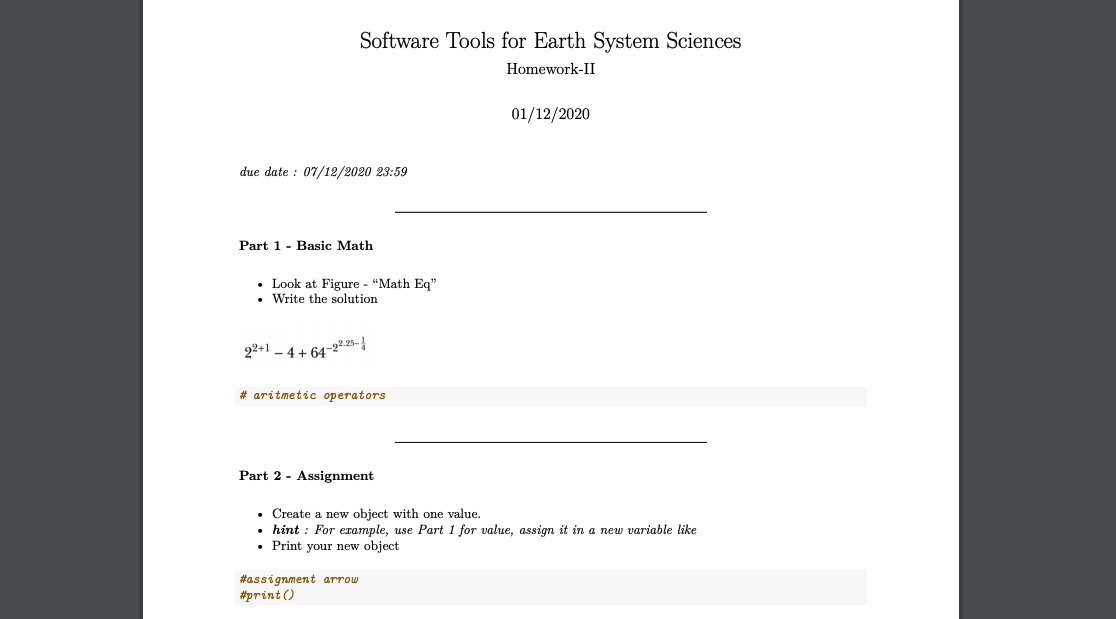 Software Tools for Earth System Sciences
Homework-II
01/12/2020
due date : 07/12/2020 23:59
Part 1 - Basic Math
• Look at Figure - “Math Eq”
• Write the solution
2^{2+1} − 4 + 64^{−2^{2.25−\frac{1}{4}}}
# aritmetic operators
Part 2 - Assignment
• Create a new object with one value.
• hint : For example, use Part 1 for value, assign it in a new variable like
• Print your new object
#assignment arrow
#print()